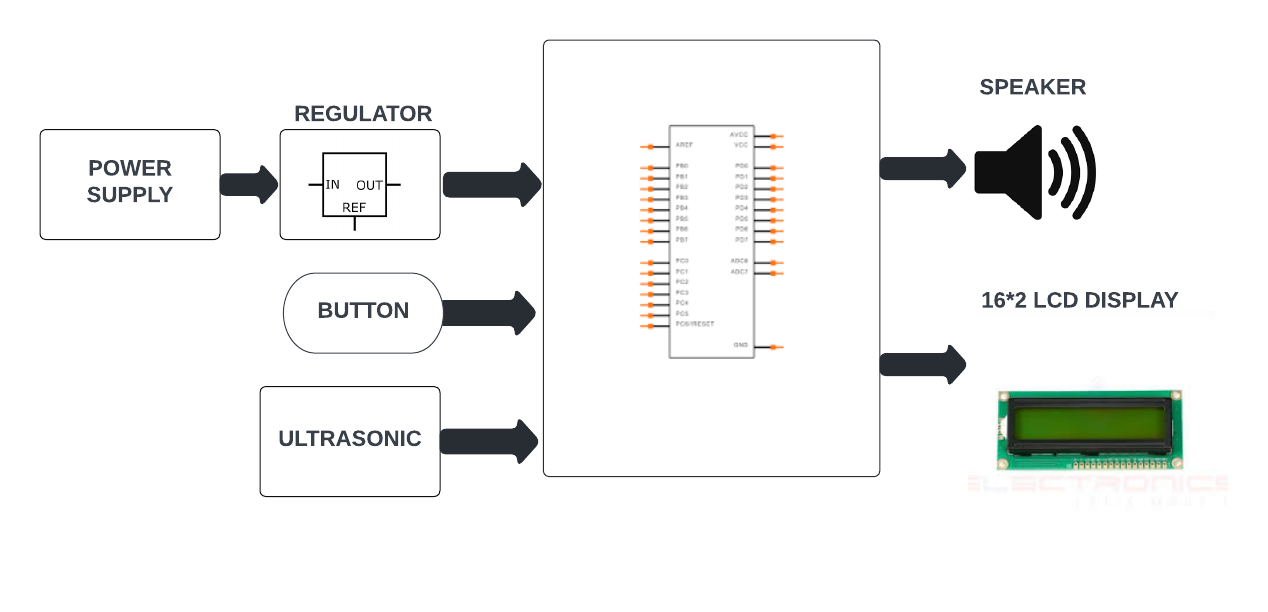 SPEAKER
REGULATOR
POWER
SUPPLY
IN OUT
REF
BUTTON
ULTRASONIC
AVCC
AREF VCC
PB0 PD0
PB1 PD1
PB2 PD2
PB3 PD3
PB4 PD4
PB5 PD5
PB6 PD6
PB7 PD7
PC0 ADC6
PC1 ADC7
PC2
PC3
PC4
PC5
PC6/RESET
GND
16*2 LCD DISPLAY
ELECTRONICS